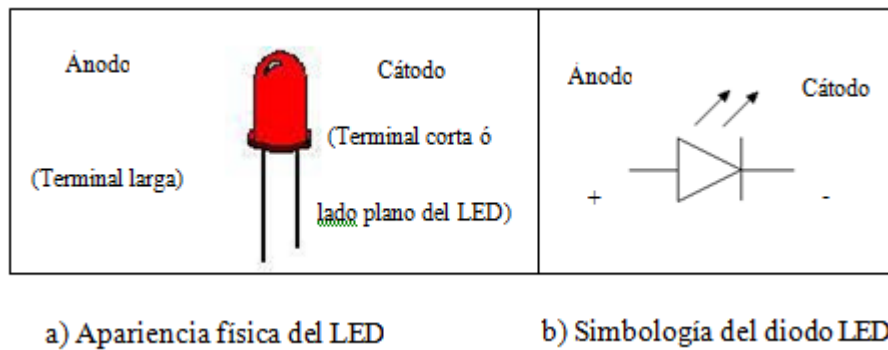 Ánodo
(Terminal larga)
Cátodo
(Terminal corta ó
lado plano del LED)
Ánodo
+
Cátodo
-
a) Apariencia física del LED
b) Simbología del diodo LED